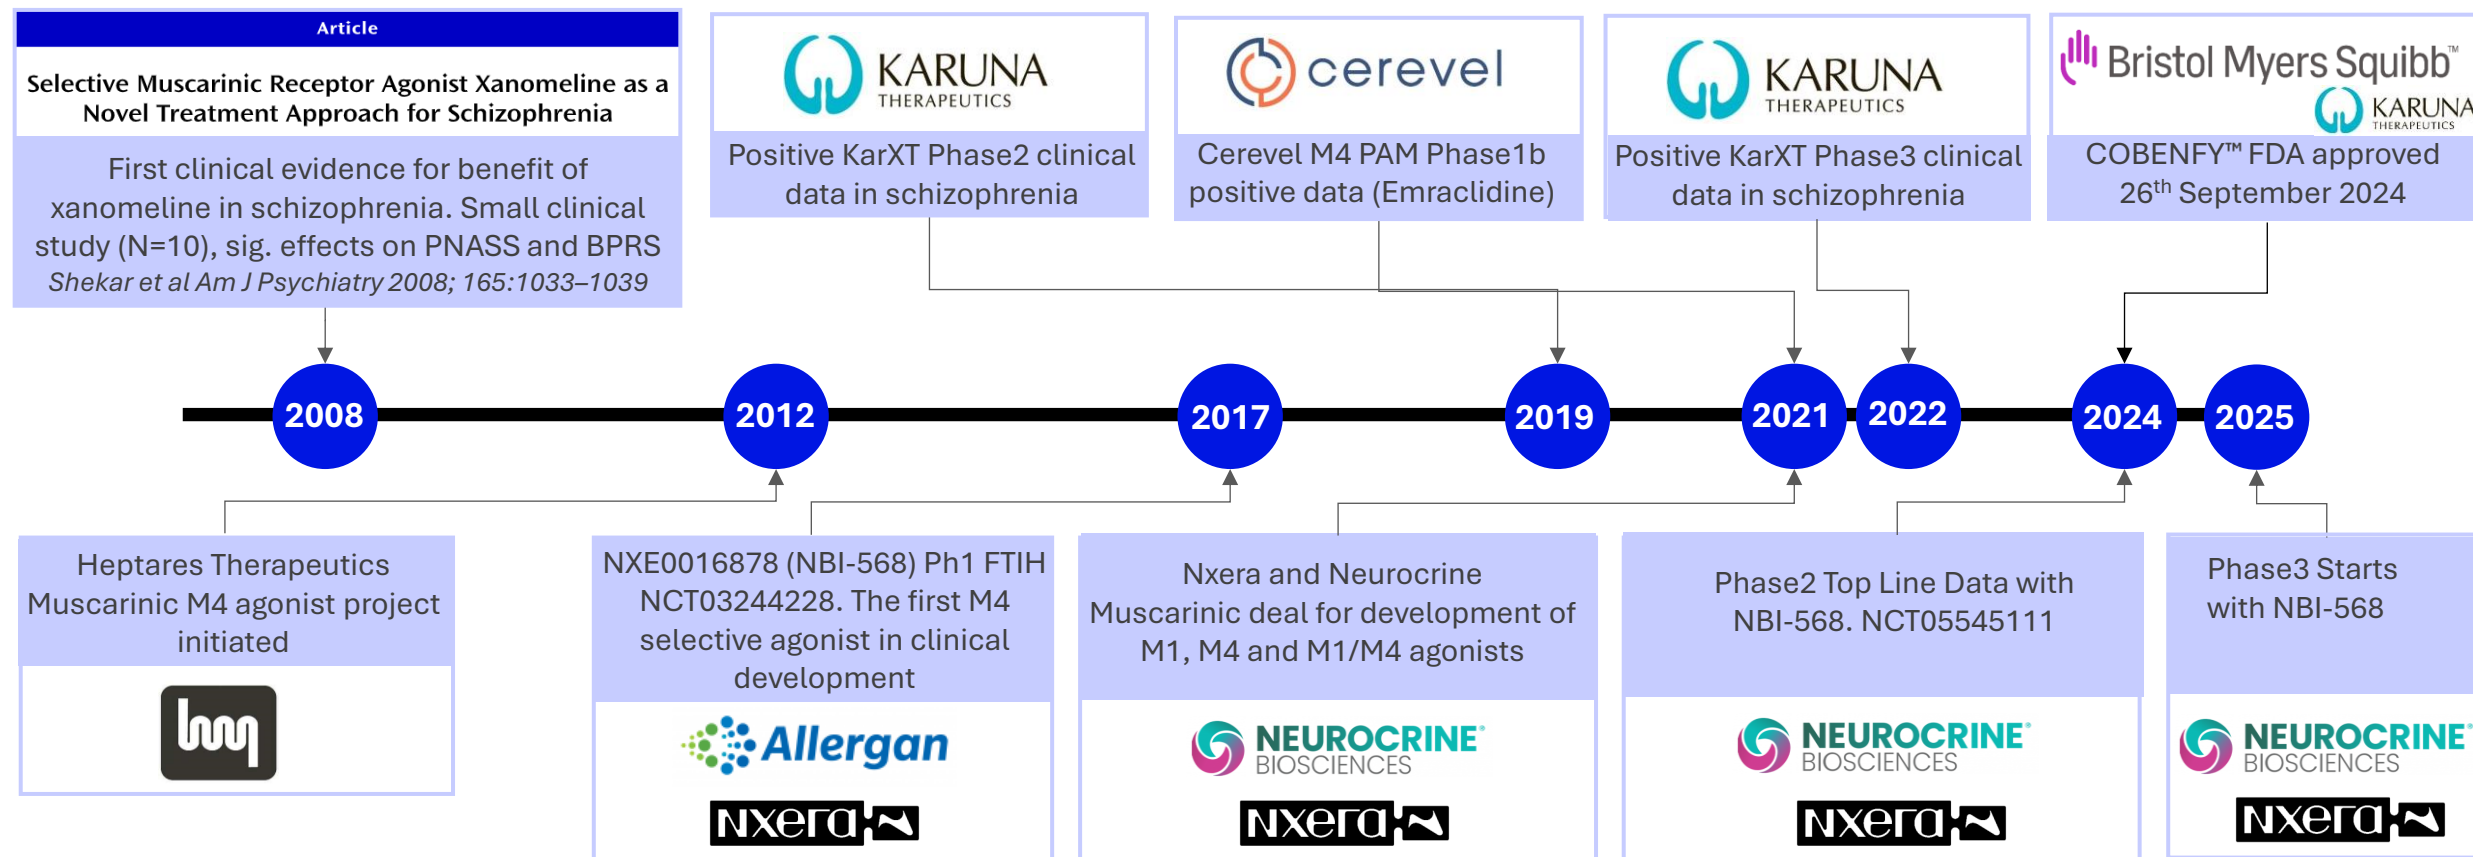 Article
Selective Muscarinic Receptor Agonist Xanomeline as a
Novel Treatment Approach for Schizophrenia
First clinical evidence for benefit of
xanomeline in schizophrenia. Small clinical
study (N=10), sig. effects on PNASS and BPRS
Shekar et al Am J Psychiatry 2008; 165:1033–1039
KARUNA
THERAPEUTICS
Positive KarXT Phase2 clinical
data in schizophrenia
cerevel
Cerevel M4 PAM Phase1b
positive data (Emraclidine)
KARUNA
THERAPEUTICS
Positive KarXT Phase3 clinical
data in schizophrenia
Bristol Myers Squibb™
KARUNA
THERAPEUTICS
COBENFY™ FDA approved
26th September 2024
2008
2012
2017
2019
2021
2022
2024
2025
Heptares Therapeutics
Muscarinic M4 agonist project
initiated
NXE0016878 (NBI-568) Ph1 FTIH
NCT03244228. The first M4
selective agonist in clinical
development
Allergan
Nxera
Nxera and Neurocrine
Muscarinic deal for development of
M1, M4 and M1/M4 agonists
NEUROCRINE®
BIOSCIENCES
Nxera
Phase2 Top Line Data with
NBI-568. NCT05545111
NEUROCRINE®
BIOSCIENCES
Nxera
Phase3 Starts
with NBI-568
NEUROCRINE®
BIOSCIENCES
Nxera